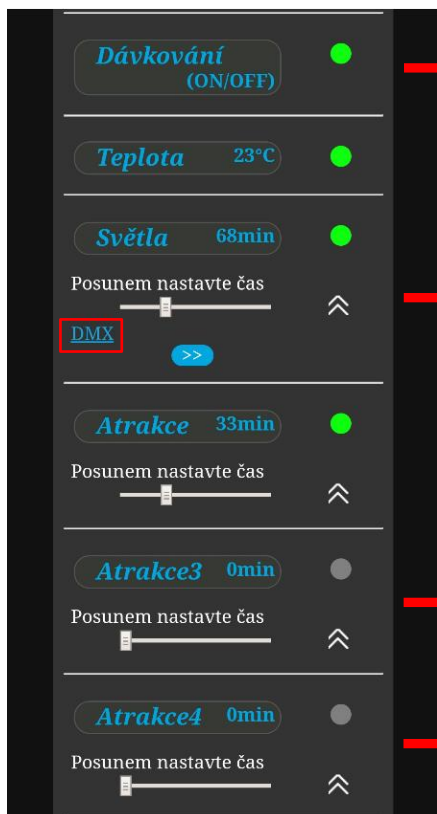 Dávkování
(ON/OFF)
Teplota 23°C
Světla 68min
Posunem nastavte čas
DMX
>>
Atrakce 33min
Posunem nastavte čas
Atrakce3 0min
Posunem nastavte čas
Atrakce4 0min
Posunem nastavte čas